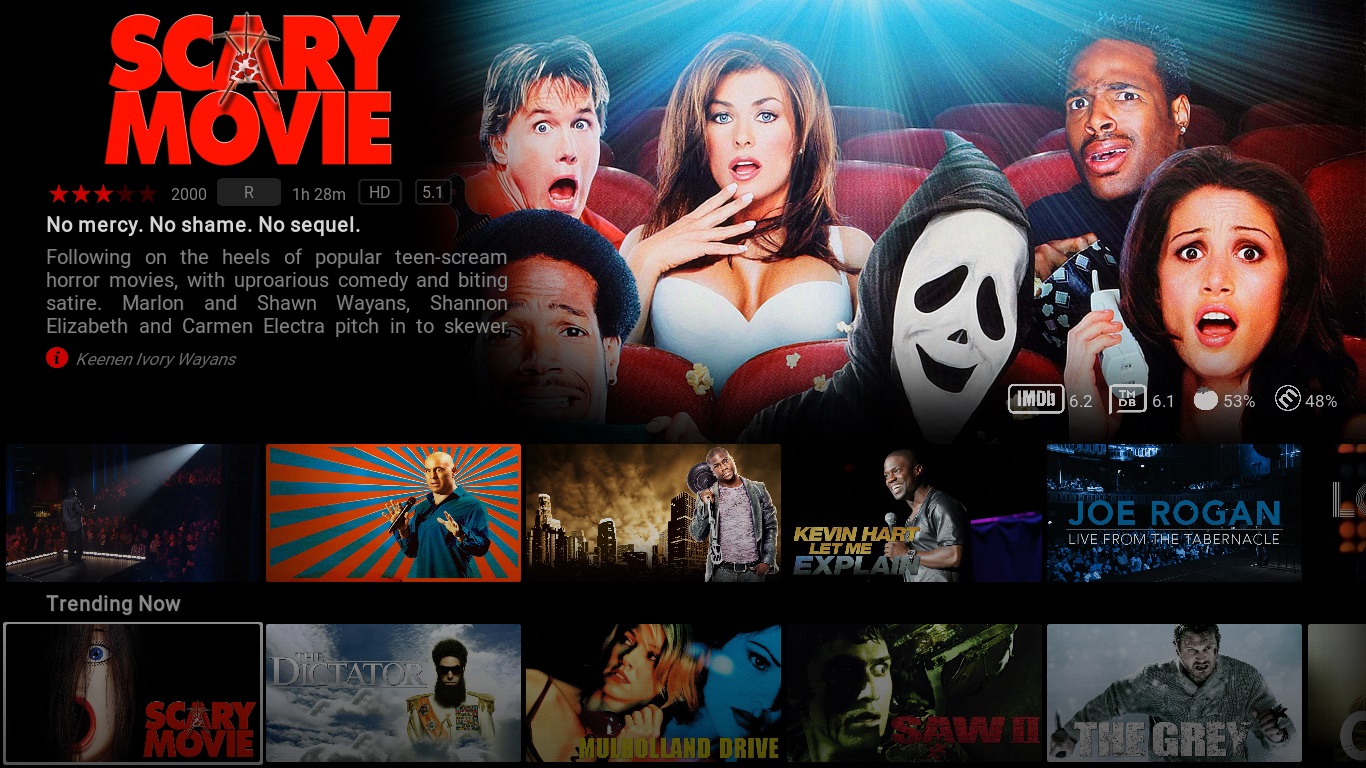 SCARY
MOVIE
2000 R 1h 28m HD 5.1
No mercy. No shame. No sequel.
Following on the heels of popular teen-scream
horror movies, with uproarious comedy and biting
satire. Marlon and Shawn Wayans, Shannon
Elizabeth and Carmen Electra pitch in to skewer
i Keenen Ivory Wayans
IMDb 6.2 TMDB 6.1 53% m 48%
KEVIN HART
LET ME
EXPLAIN
JOE ROGAN
LIVE FROM THE TABERNACLE
Trending Now
SCARY
MOVIE
THE
DICTATOR
MULHOLLAND DRIVE
SAW II
THE GREY